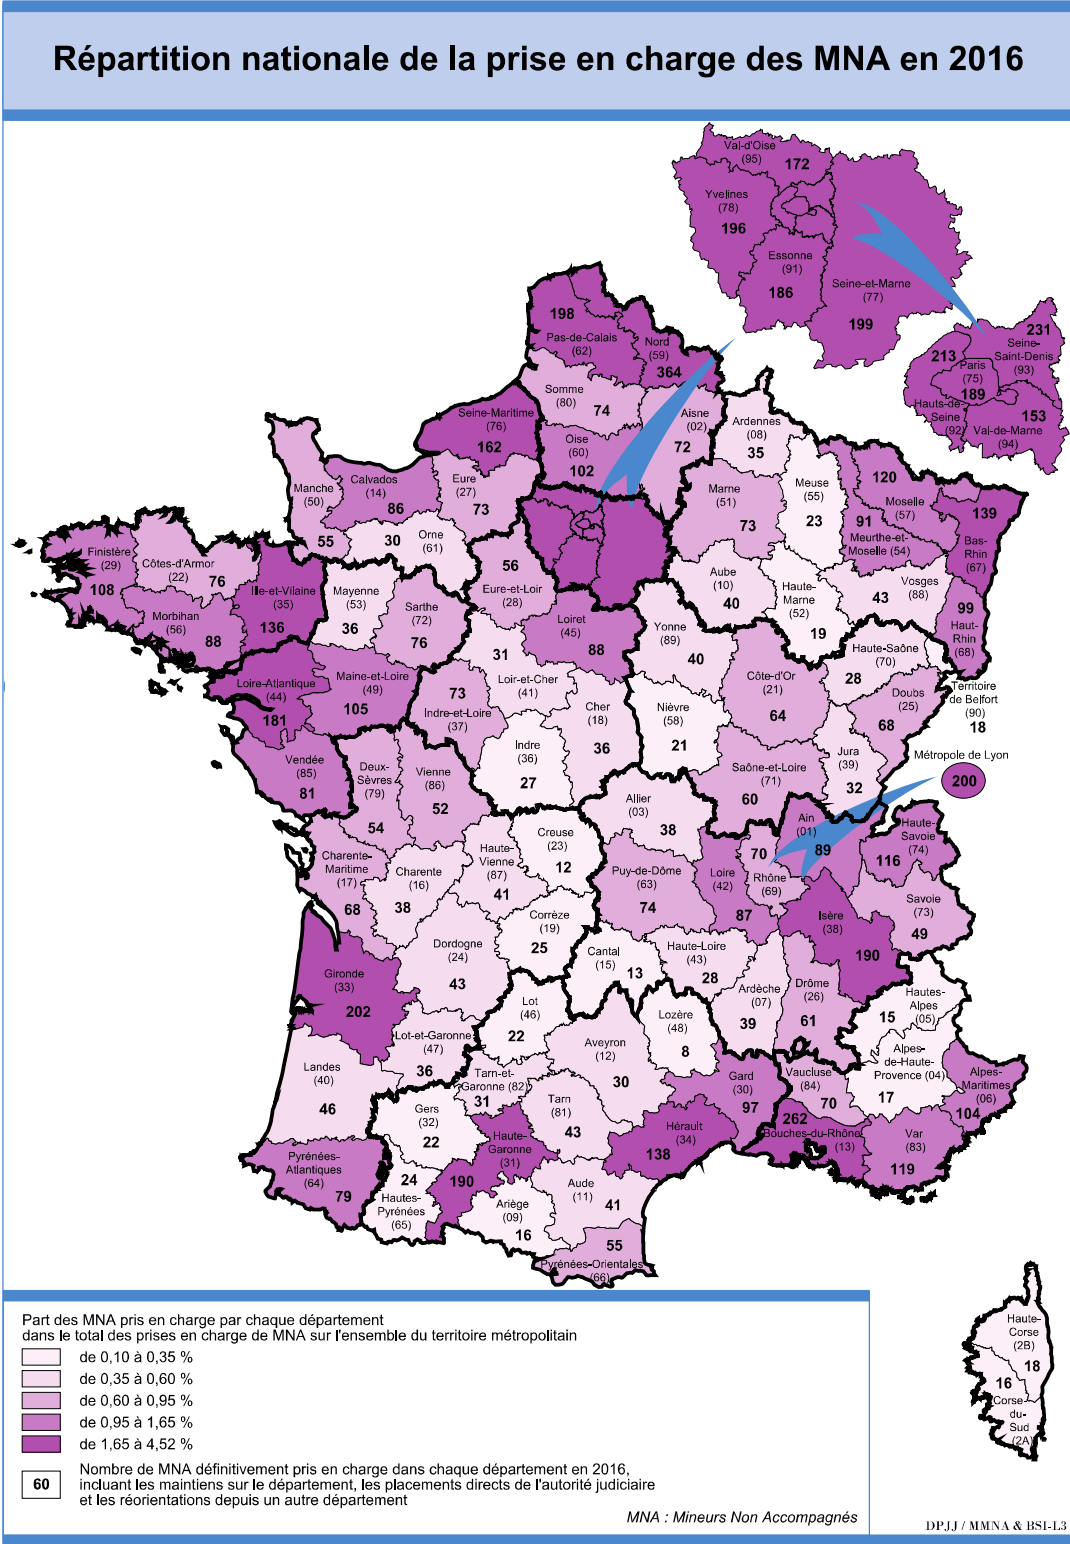 Répartition nationale de la prise en charge des MNA en 2016
Val-d'Oise
(95)
172
Yvelines
(78)
196
Essonne
(91)
186
Seine-et-Marne
(77)
199
231
Seine-
Saint-Denis
(93)
213
Paris
(75)
189
Hauts-de-
Seine
(92)
153
Val-de-Marne
(94)
198
Pas-de-Calais
(62)
Nord
(59)
364
Somme
(80)
74
Aisne
(02)
72
Seine-Maritime
(76)
162
Oise
(60)
102
Ardennes
(08)
35
Manche
(50)
55
Calvados
(14)
86
Eure
(27)
73
Orne
(61)
30
Marne
(51)
73
Meuse
(55)
23
120
Moselle
(57)
91
Meurthe-et-
Moselle (54)
139
Bas-
Rhin
(67)
Finistère
(29)
108
Côtes-d'Armor
(22)
76
Ille-et-Vilaine
(35)
136
Morbihan
(56)
88
Mayenne
(53)
36
Sarthe
(72)
76
56
Eure-et-Loir
(28)
Loiret
(45)
88
Aube
(10)
40
Haute-
Marne
(52)
19
Vosges
(88)
43
99
Haut-
Rhin
(68)
Yonne
(89)
40
Haute-Saône
(70)
28
Territoire
de Belfort
(90)
18
Loire-Atlantique
(44)
181
Maine-et-Loire
(49)
105
73
Indre-et-Loire
(37)
31
Loir-et-Cher
(41)
Cher
(18)
36
Nièvre
(58)
21
Côte-d'Or
(21)
64
Doubs
(25)
68
Jura
(39)
32
Métropole de Lyon
200
Vendée
(85)
81
Deux-
Sèvres
(79)
54
Vienne
(86)
52
Indre
(36)
27
Saône-et-Loire
(71)
60
Allier
(03)
38
Ain
(01)
89
Haute-
Savoie
(74)
116
Charente-
Maritime
(17)
68
Charente
(16)
38
Haute-
Vienne
(87)
41
Creuse
(23)
12
Puy-de-Dôme
(63)
74
Loire
(42)
87
70
Rhône
(69)
Savoie
(73)
49
Isère
(38)
190
Corrèze
(19)
25
Dordogne
(24)
43
Cantal
(15)
13
Haute-Loire
(43)
28
Ardèche
(07)
39
Drôme
(26)
61
Hautes-
Alpes
(05)
15
Gironde
(33)
202
Lot-et-Garonne
(47)
36
Lot
(46)
22
Aveyron
(12)
30
Lozère
(48)
8
Alpes-
de-Haute-
Provence (04)
17
Alpes-
Maritimes
(06)
104
Landes
(40)
46
Tarn-et-
Garonne (82)
31
Tarn
(81)
43
Gard
(30)
97
Vaucluse
(84)
70
262
Bouches-du-Rhône
(13)
Var
(83)
119
Gers
(32)
22
Haute-
Garonne
(31)
190
Hérault
(34)
138
Pyrénées-
Atlantiques
(64)
79
24
Hautes-
Pyrénées
(65)
Ariège
(09)
16
Aude
(11)
41
55
Pyrénées-Orientales
(66)
Haute-
Corse
(2B)
18
16
Corse-
du-
Sud
(2A)
Part des MNA pris en charge par chaque département
dans le total des prises en charge de MNA sur l'ensemble du territoire métropolitain
de 0,10 à 0,35 %
de 0,35 à 0,60 %
de 0,60 à 0,95 %
de 0,95 à 1,65 %
de 1,65 à 4,52 %
60
Nombre de MNA définitivement pris en charge dans chaque département en 2016,
incluant les maintiens sur le département, les placements directs de l'autorité judiciaire
et les réorientations depuis un autre département
MNA : Mineurs Non Accompagnés
DPJJ / MMNA & BSI-L3